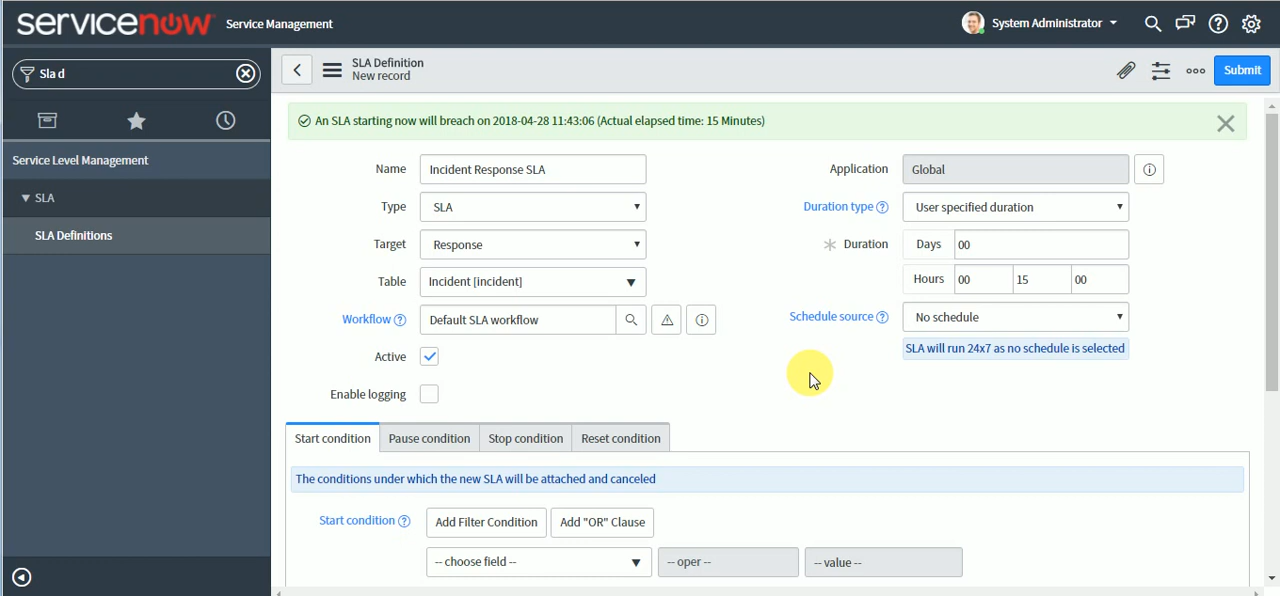 servicenow Service Management
System Administrator
Sla d
SLA Definition
New record
Submit
Service Level Management
SLA
SLA Definitions
An SLA starting now will breach on 2018-04-28 11:43:06 (Actual elapsed time: 15 Minutes)
Name Incident Response SLA
Application Global
Type SLA
Duration type User specified duration
Target Response
Duration Days 00
Table Incident [incident]
Hours 00 15 00
Workflow Default SLA workflow
Schedule source No schedule
SLA will run 24x7 as no schedule is selected
Active
Enable logging
Start condition Pause condition Stop condition Reset condition
The conditions under which the new SLA will be attached and canceled
Start condition Add Filter Condition Add "OR" Clause
-- choose field -- -- oper -- -- value --